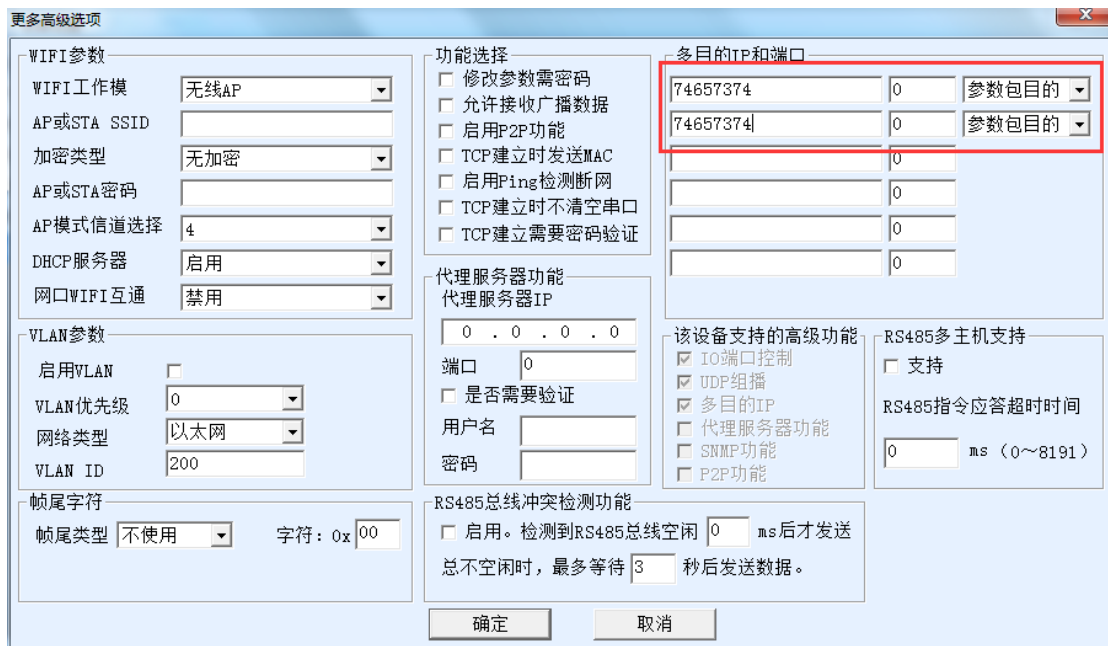 更多高级选项
WIFI参数
WIFI工作模 无线AP
AP或STA SSID
加密类型 无加密
AP或STA密码
AP模式信道选择 4
DHCP服务器 启用
网口WIFI互通 禁用
VLAN参数
启用VLAN
VLAN优先级 0
网络类型 以太网
VLAN ID 200
帧尾字符
帧尾类型 不使用 字符: 0x 00
功能选择
修改参数需密码
允许接收广播数据
启用P2P功能
TCP建立时发送MAC
启用Ping检测断网
TCP建立时不清空串口
TCP建立需要密码验证
代理服务器功能
代理服务器IP
0 . 0 . 0 . 0
端口 0
是否需要验证
用户名
密码
多目的IP和端口
74657374 0 参数包目的
74657374 0 参数包目的
0
0
0
0
该设备支持的高级功能
IO端口控制
UDP组播
多目的IP
代理服务器功能
SNMP功能
P2P功能
RS485多主机支持
支持
RS485指令应答超时时间
0 ms (0~8191)
RS485总线冲突检测功能
启用。检测到RS485总线空闲 0 ms后才发送
总不空闲时，最多等待 3 秒后发送数据。
确定 取消